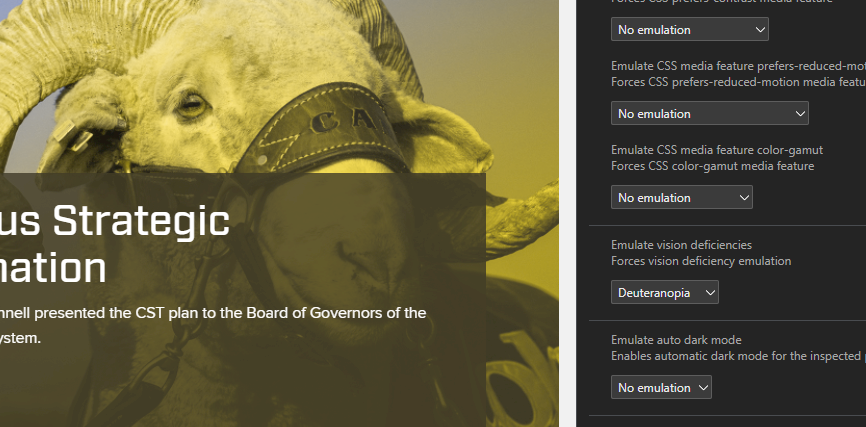 CA
us Strategic
nation
nnell presented the CST plan to the Board of Governors of the
ystem.
Forces CSS prefers-contrast media feature
No emulation
Emulate CSS media feature prefers-reduced-mot
Forces CSS prefers-reduced-motion media featu
No emulation
Emulate CSS media feature color-gamut
Forces CSS color-gamut media feature
No emulation
Emulate vision deficiencies
Forces vision deficiency emulation
Deuteranopia
Emulate auto dark mode
Enables automatic dark mode for the inspected
No emulation